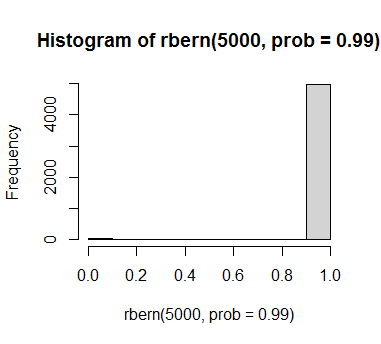 Histogram of rbern(5000, prob = 0.99)
Frequency
4000
2000
0
0.0 0.2 0.4 0.6 0.8 1.0
rbern(5000, prob = 0.99)